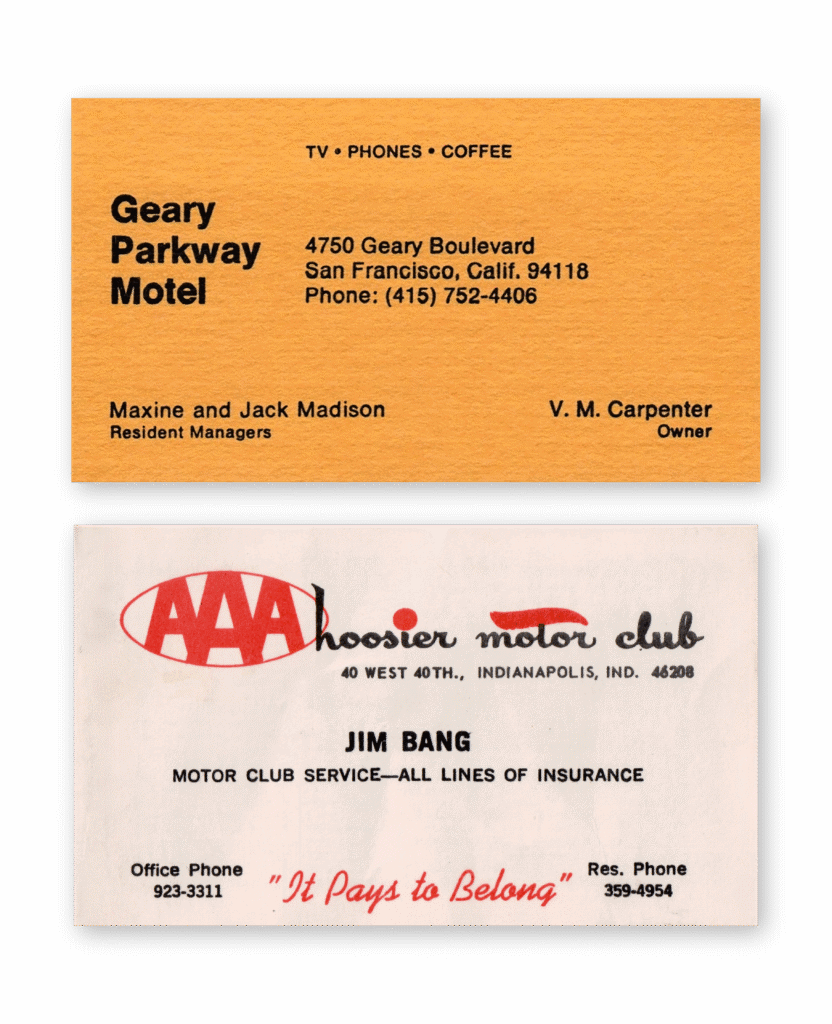 TV • PHONES • COFFEE
Geary
Parkway
Motel
4750 Geary Boulevard
San Francisco, Calif. 94118
Phone: (415) 752-4406
Maxine and Jack Madison
Resident Managers
V. M. Carpenter
Owner
AAA hoosier motor club
40 WEST 40TH., INDIANAPOLIS, IND. 46208
JIM BANG
MOTOR CLUB SERVICE—ALL LINES OF INSURANCE
Office Phone
923-3311
"It Pays to Belong"
Res. Phone
359-4954